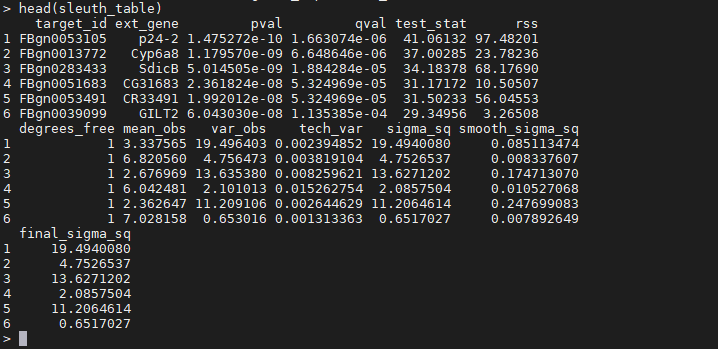 > head(sleuth_table)
    target_id ext_gene         pval         qval test_stat      rss
1 FBgn0053105    p24-2 1.475272e-10 1.663074e-06  41.06132 97.48201
2 FBgn0013772   Cyp6a8 1.179570e-09 6.648646e-06  37.00285 23.78236
3 FBgn0283433    SdicB 5.014505e-09 1.884284e-05  34.18378 68.17690
4 FBgn0051683  CG31683 2.361824e-08 5.324969e-05  31.17172 10.50507
5 FBgn0053491  CR33491 1.992012e-08 5.324969e-05  31.50233 56.04553
6 FBgn0039099    GILT2 6.043030e-08 1.135385e-04  29.34956  3.26508
  degrees_free mean_obs   var_obs    tech_var   sigma_sq smooth_sigma_sq
1            1 3.337565 19.496403 0.002394852 19.4940080     0.085113474
2            1 6.820560  4.756473 0.003819104  4.7526537     0.008337607
3            1 2.676969 13.635380 0.008259621 13.6271202     0.174713070
4            1 6.042481  2.101013 0.015262754  2.0857504     0.010527068
5            1 2.362647 11.209106 0.002644629 11.2064614     0.247699083
6            1 7.028158  0.653016 0.001313363  0.6517027     0.007892649
  final_sigma_sq
1     19.4940080
2      4.7526537
3     13.6271202
4      2.0857504
5     11.2064614
6      0.6517027
>